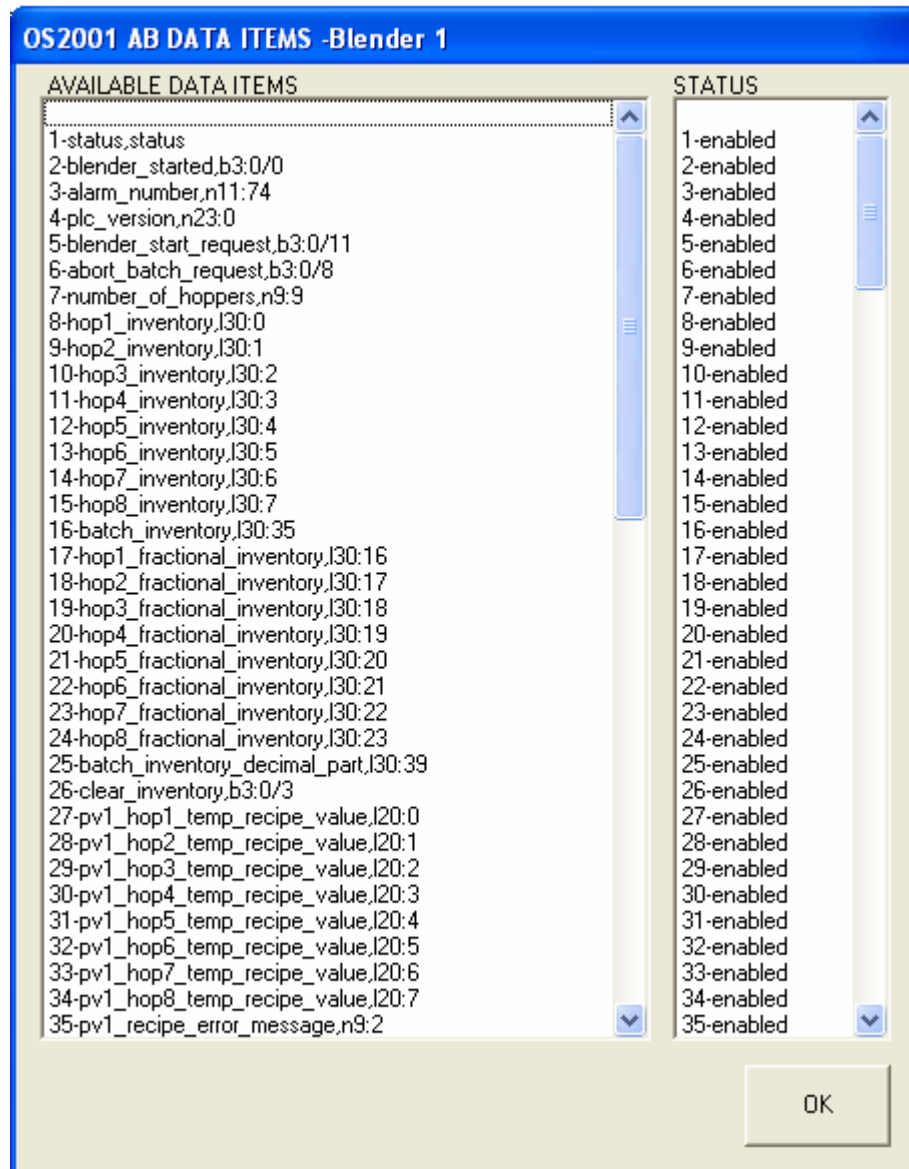 OS2001 AB DATA ITEMS -Blender 1
AVAILABLE DATA ITEMS
1-status,status
2-blender_started,b3:0/0
3-alarm_number,n11:74
4-plc_version,n23:0
5-blender_start_request,b3:0/11
6-abort_batch_request,b3:0/8
7-number_of_hoppers,n9:9
8-hop1_inventory,l30:0
9-hop2_inventory,l30:1
10-hop3_inventory,l30:2
11-hop4_inventory,l30:3
12-hop5_inventory,l30:4
13-hop6_inventory,l30:5
14-hop7_inventory,l30:6
15-hop8_inventory,l30:7
16-batch_inventory,l30:35
17-hop1_fractional_inventory,l30:16
18-hop2_fractional_inventory,l30:17
19-hop3_fractional_inventory,l30:18
20-hop4_fractional_inventory,l30:19
21-hop5_fractional_inventory,l30:20
22-hop6_fractional_inventory,l30:21
23-hop7_fractional_inventory,l30:22
24-hop8_fractional_inventory,l30:23
25-batch_inventory_decimal_part,l30:39
26-clear_inventory,b3:0/3
27-pv1_hop1_temp_recipe_value,l20:0
28-pv1_hop2_temp_recipe_value,l20:1
29-pv1_hop3_temp_recipe_value,l20:2
30-pv1_hop4_temp_recipe_value,l20:3
31-pv1_hop5_temp_recipe_value,l20:4
32-pv1_hop6_temp_recipe_value,l20:5
33-pv1_hop7_temp_recipe_value,l20:6
34-pv1_hop8_temp_recipe_value,l20:7
35-pv1_recipe_error_message,n9:2
STATUS
1-enabled
2-enabled
3-enabled
4-enabled
5-enabled
6-enabled
7-enabled
8-enabled
9-enabled
10-enabled
11-enabled
12-enabled
13-enabled
14-enabled
15-enabled
16-enabled
17-enabled
18-enabled
19-enabled
20-enabled
21-enabled
22-enabled
23-enabled
24-enabled
25-enabled
26-enabled
27-enabled
28-enabled
29-enabled
30-enabled
31-enabled
32-enabled
33-enabled
34-enabled
35-enabled
OK